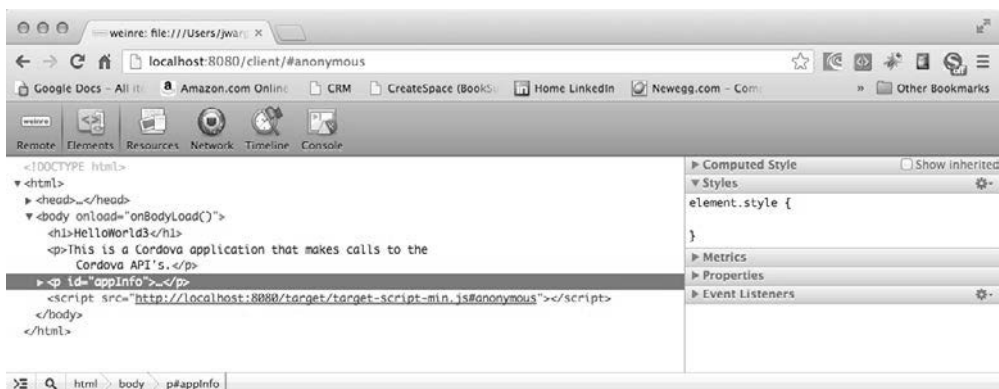 weinre: file:///Users/jwar
localhost:8080/client/#anonymous
Google Docs - All it Amazon.com Online CRM CreateSpace (BookS Home LinkedIn Newegg.com - Com » Other Bookmarks
weinre
Remote Elements Resources Network Timeline Console
<!DOCTYPE html>
▼<html>
▶<head>…</head>
▼<body onload="onBodyLoad()">
<h1>HelloWorld3</h1>
<p>This is a Cordova application that makes calls to the
Cordova API's.</p>
▶<p id="appInfo">…</p>
<script src="http://localhost:8080/target/target-script-min.js#anonymous"></script>
</body>
</html>
▶ Computed Style Show inherited
▼ Styles
element.style {
}
▶ Metrics
▶ Properties
▶ Event Listeners
html body p#appInfo